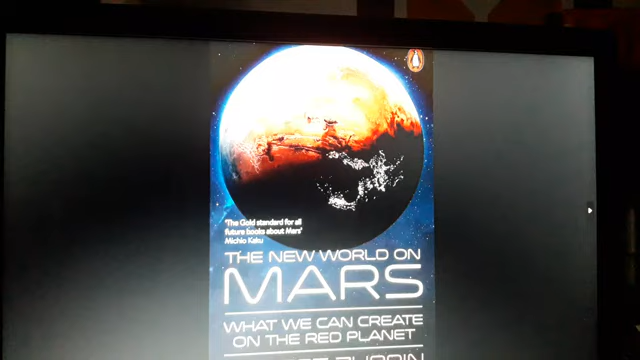 'The Gold standard for all
future books about Mars'
Michio Kaku
THE NEW WORLD ON
MARS
WHAT WE CAN CREATE
ON THE RED PLANET